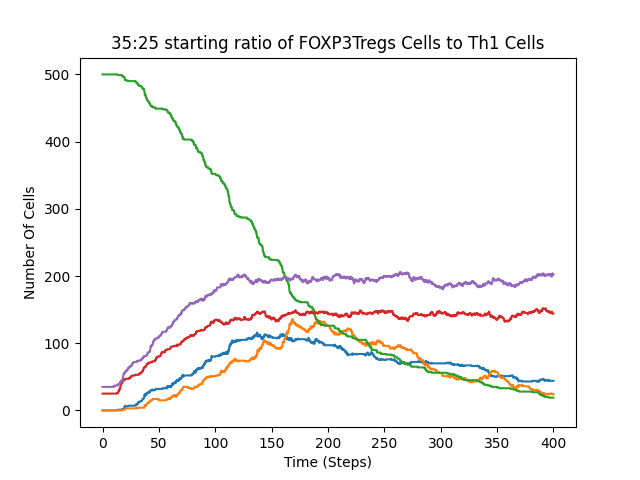 35:25 starting ratio of FOXP3Tregs Cells to Th1 Cells
500
400
300
200
100
0
Number Of Cells
0 50 100 150 200 250 300 350 400
Time (Steps)